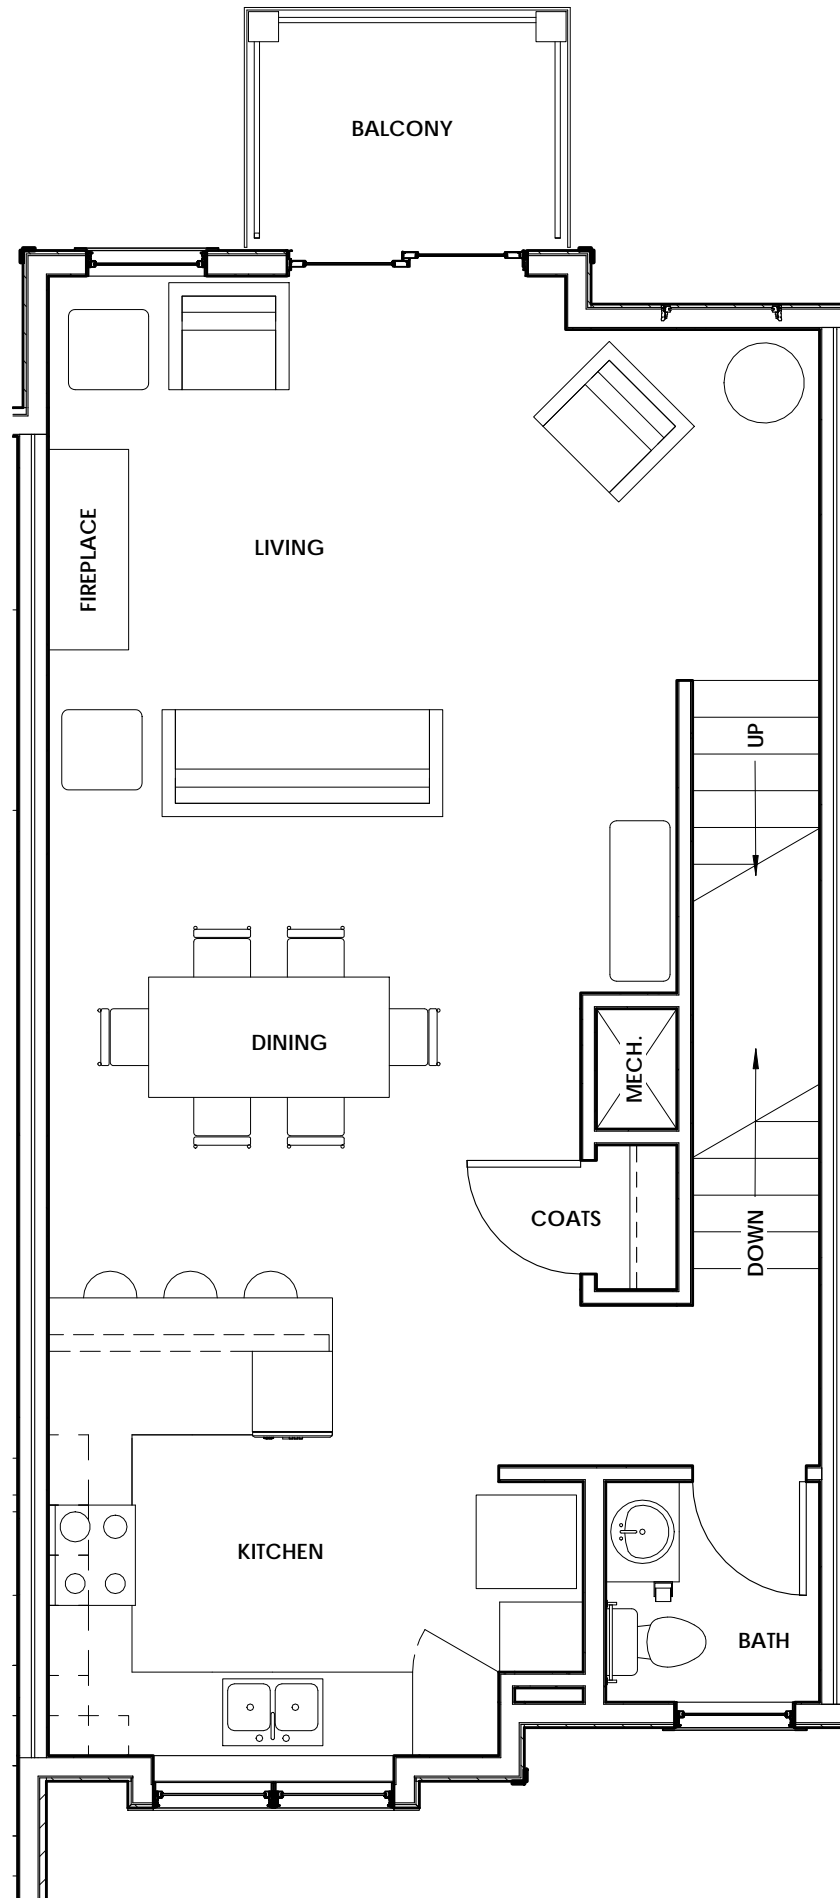 BALCONY
FIREPLACE
LIVING
UP
DINING
MECH.
COATS
DOWN
KITCHEN
BATH